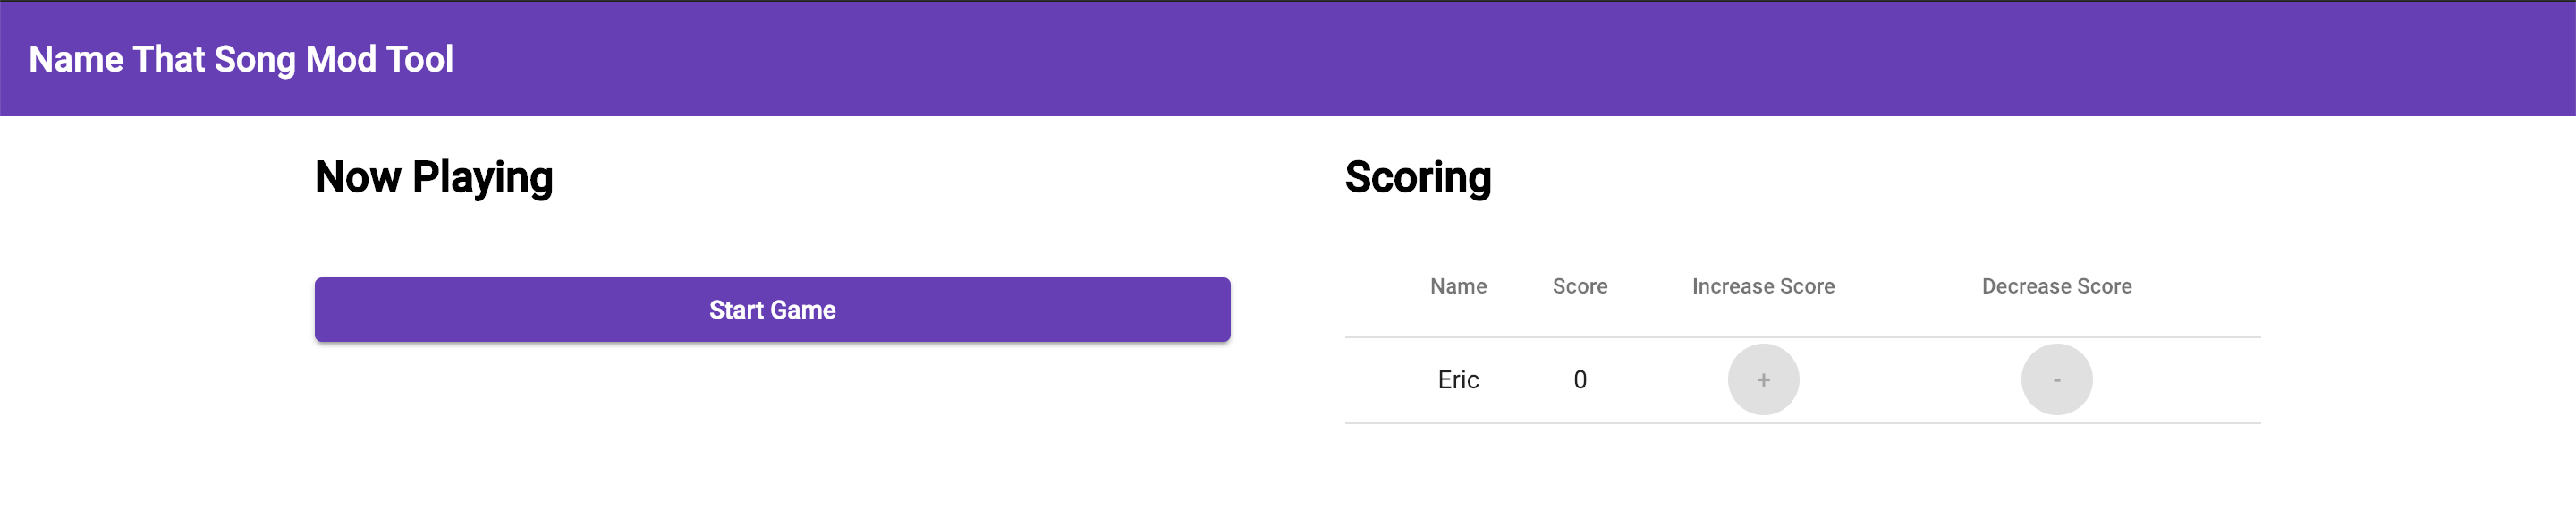 Name That Song Mod Tool
Now Playing
Start Game
Scoring
Name Score Increase Score Decrease Score
Eric 0 + -